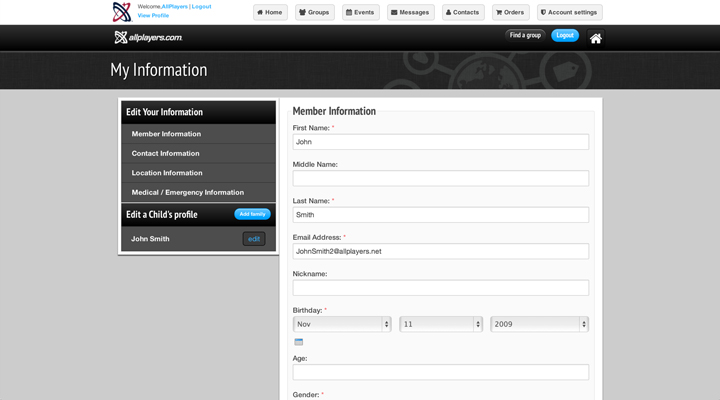 Welcome,AllPlayers | Logout
View Profile
Home
Groups
Events
Messages
Contacts
Orders
Account settings
allplayers.com
Find a group
Logout
My Information
Edit Your Information
Member Information
Contact Information
Location Information
Medical / Emergency Information
Edit a Child's profile
Add family
John Smith
edit
Member Information
First Name: *
John
Middle Name:
Last Name: *
Smith
Email Address: *
JohnSmith2@allplayers.net
Nickname:
Birthday: *
Nov 11 2009
Age:
Gender: *